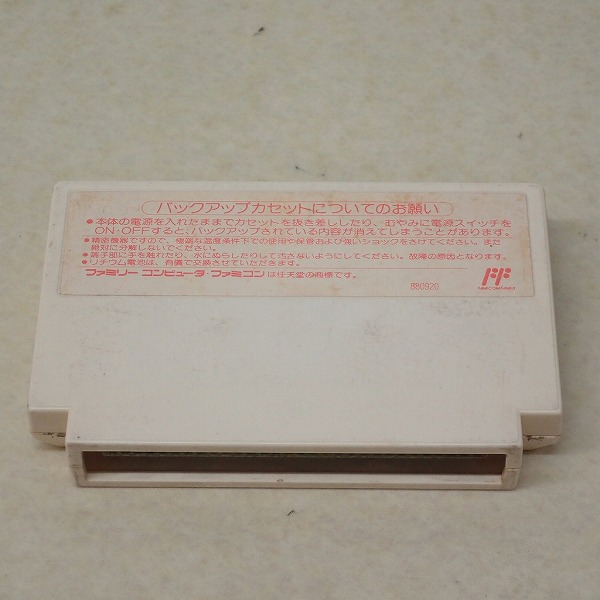 バックアップカセットについてのお願い
●本体の電源を入れたままでカセットを抜き差ししたり、むやみに電源スイッチを
ON・OFFすると、バックアップされている内容が消えてしまうことがあります。
●精密機器ですので、極端な温度条件下での使用や保管および強いショックをさけてください。また
絶対に分解しないでください。
●端子部に手を触れたり、水にぬらしたりして汚さないようにしてください。故障の原因となります。
●リチウム電池は、有償で交換させていただきます。
ファミリーコンピュータ・ファミコンは任天堂の商標です。
880920